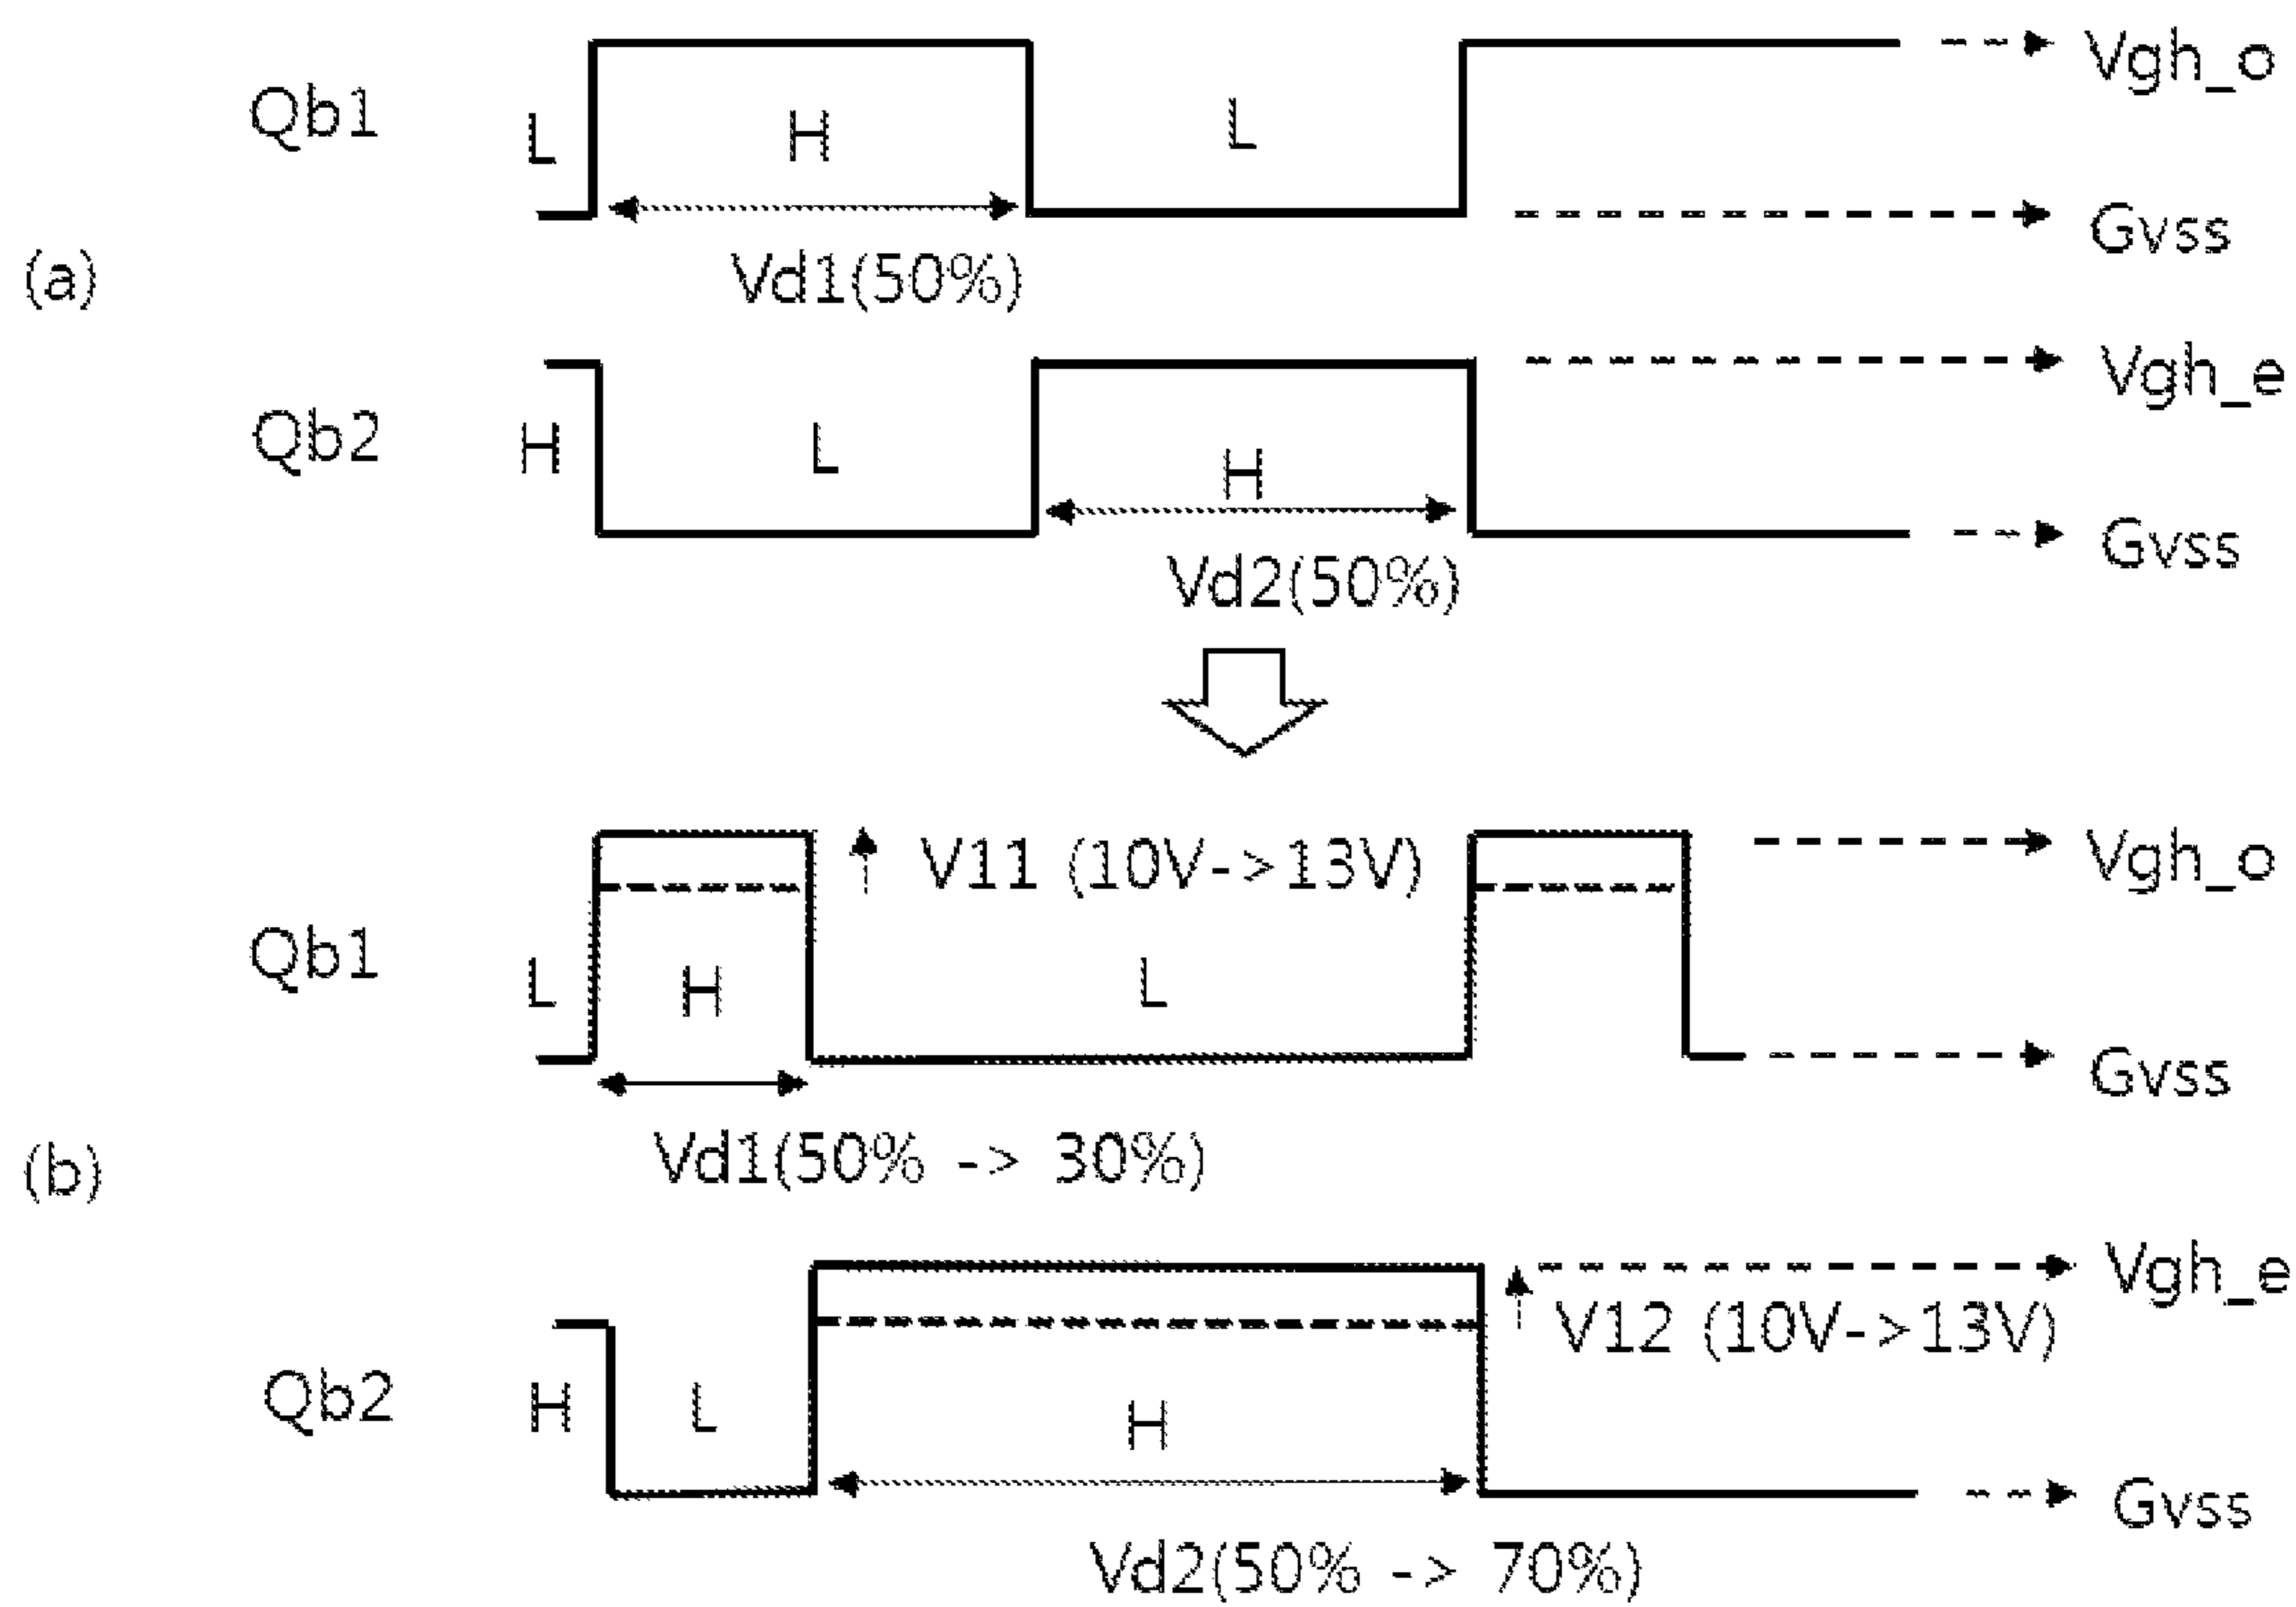 Vgh_o
Qb1 L H L
Gvss
Vd1(50%)
(a)
Vgh_e
Qb2 H L H
Gvss
Vd2(50%)
V11 (10V->13V) Vgh_o
Qb1 L H L
Gvss
Vd1(50% -> 30%)
(b)
Vgh_e
V12 (10V->13V)
Qb2 H L H
Gvss
Vd2(50% -> 70%)